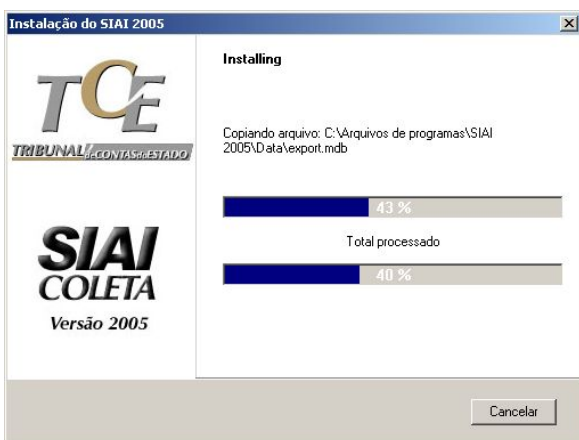 Instalação do SIAI 2005
TCE
TRIBUNAL de CONTAS do ESTADO
SIAI
COLETA
Versão 2005
Installing
Copiando arquivo: C:\Arquivos de programas\SIAI
2005\Data\export.mdb
43 %
Total processado
40 %
Cancelar